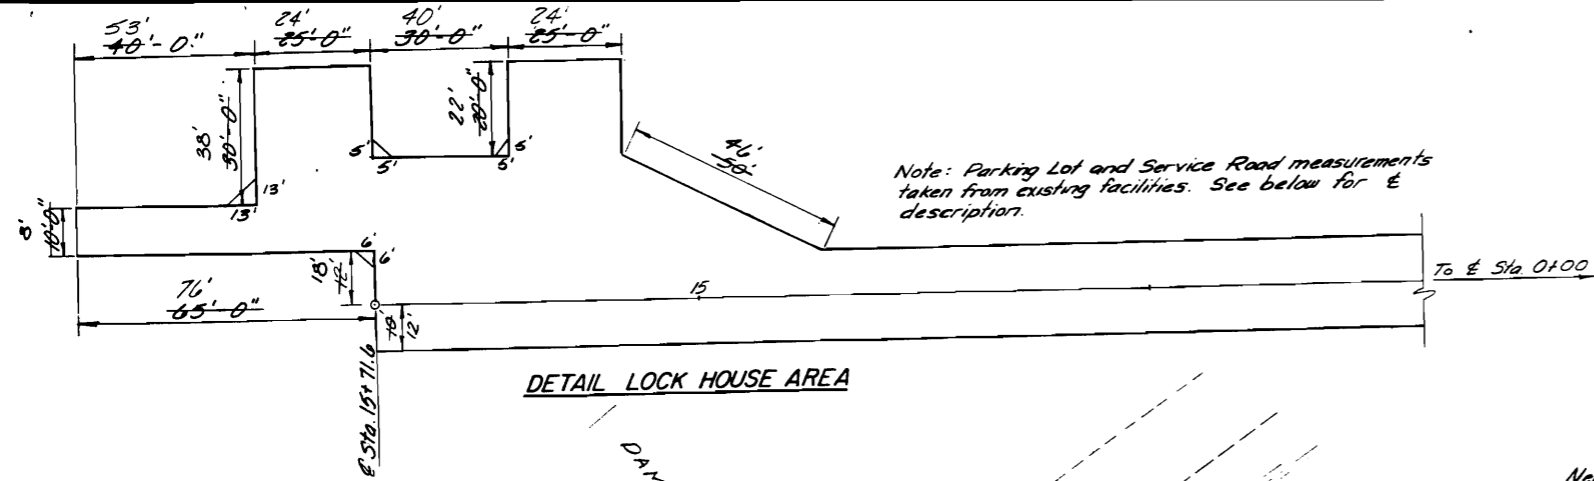 53' 24' 40' 24'
40'-0" 25'-0" 30'-0" 25'-0"
38'
30'-0"
22'
20'-0"
5' 5' 5' 5'
46'
50'
Note: Parking Lot and Service Road measurements
taken from existing facilities. See below for ℄
description.
13'
13'
8'
10'-0"
6'
6'
18'
12'
76'
65'-0"
15
To ℄ Sta. 0+00
10'
12'
℄ Sta. 15+71.6
DETAIL LOCK HOUSE AREA